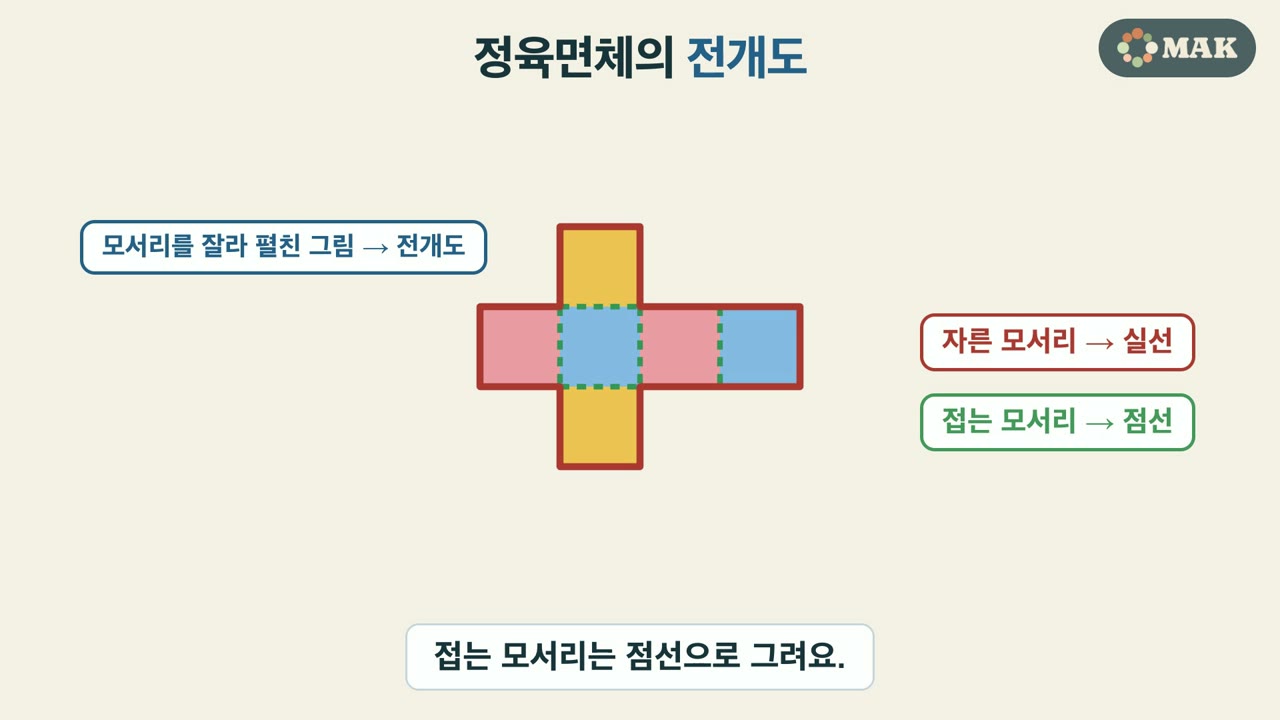 정육면체의 전개도
MAK
모서리를 잘라 펼친 그림 → 전개도
자른 모서리 → 실선
접는 모서리 → 점선
접는 모서리는 점선으로 그려요.